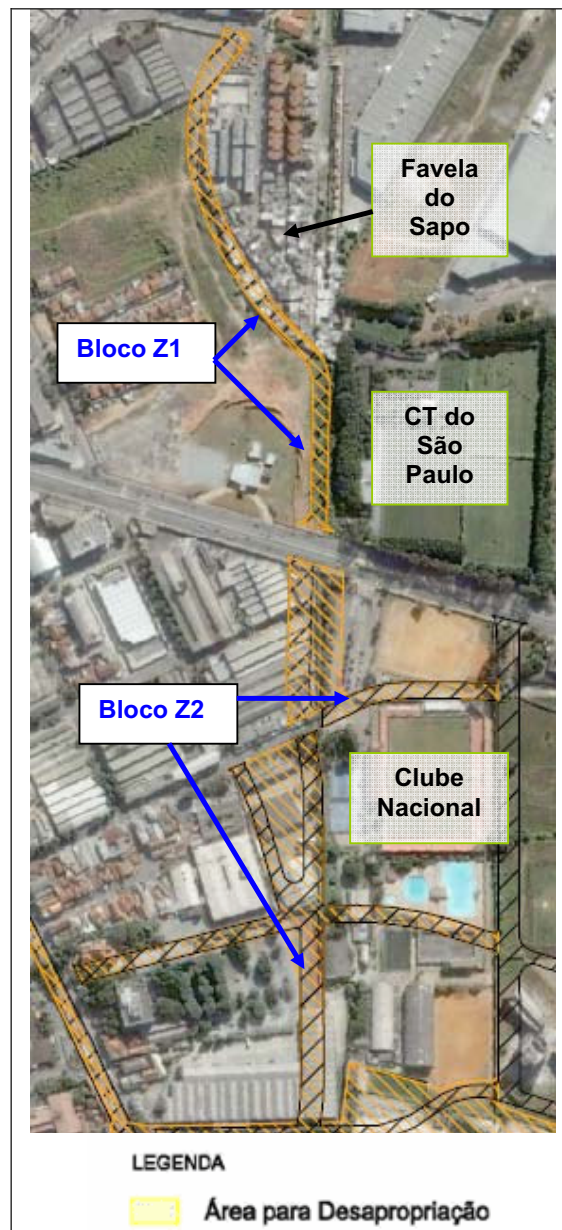 Favela
do
Sapo
Bloco Z1
CT do
São
Paulo
Bloco Z2
Clube
Nacional
LEGENDA
Área para Desapropriação